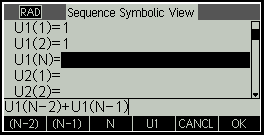 RAD Sequence Symbolic View
U1(1)=1
U1(2)=1
U1(N)=
U2(1)=
U2(2)=
U1(N-2)+U1(N-1)
(N-2) (N-1) N U1 CANCL OK